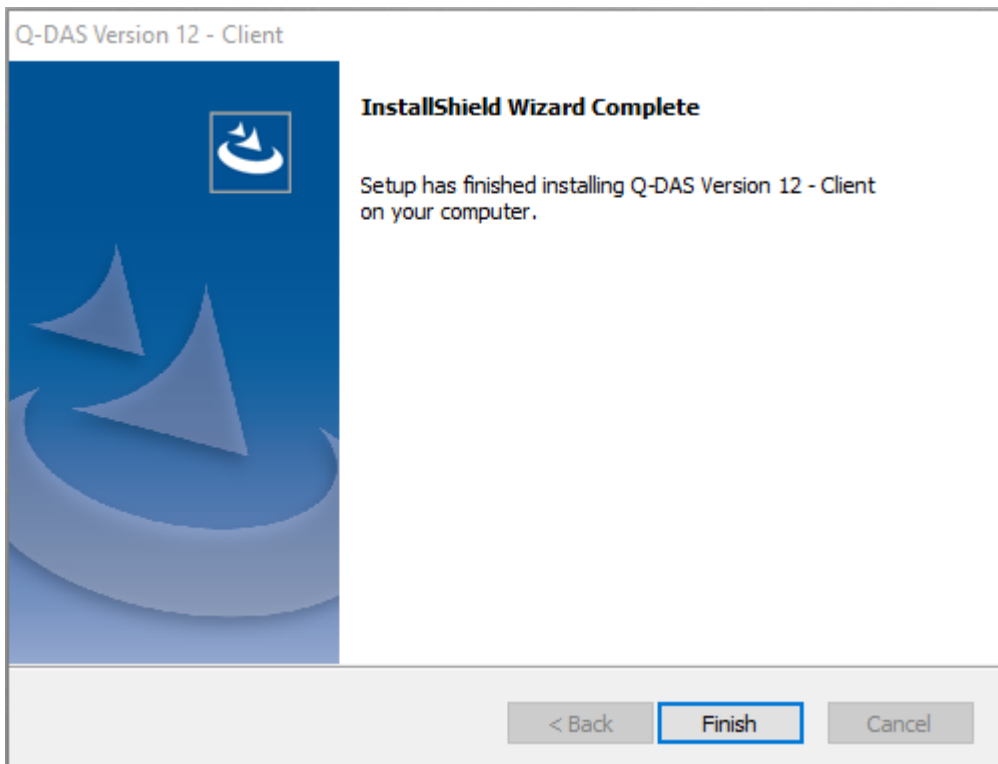 Q-DAS Version 12 - Client
InstallShield Wizard Complete
Setup has finished installing Q-DAS Version 12 - Client
on your computer.
< Back
Finish
Cancel